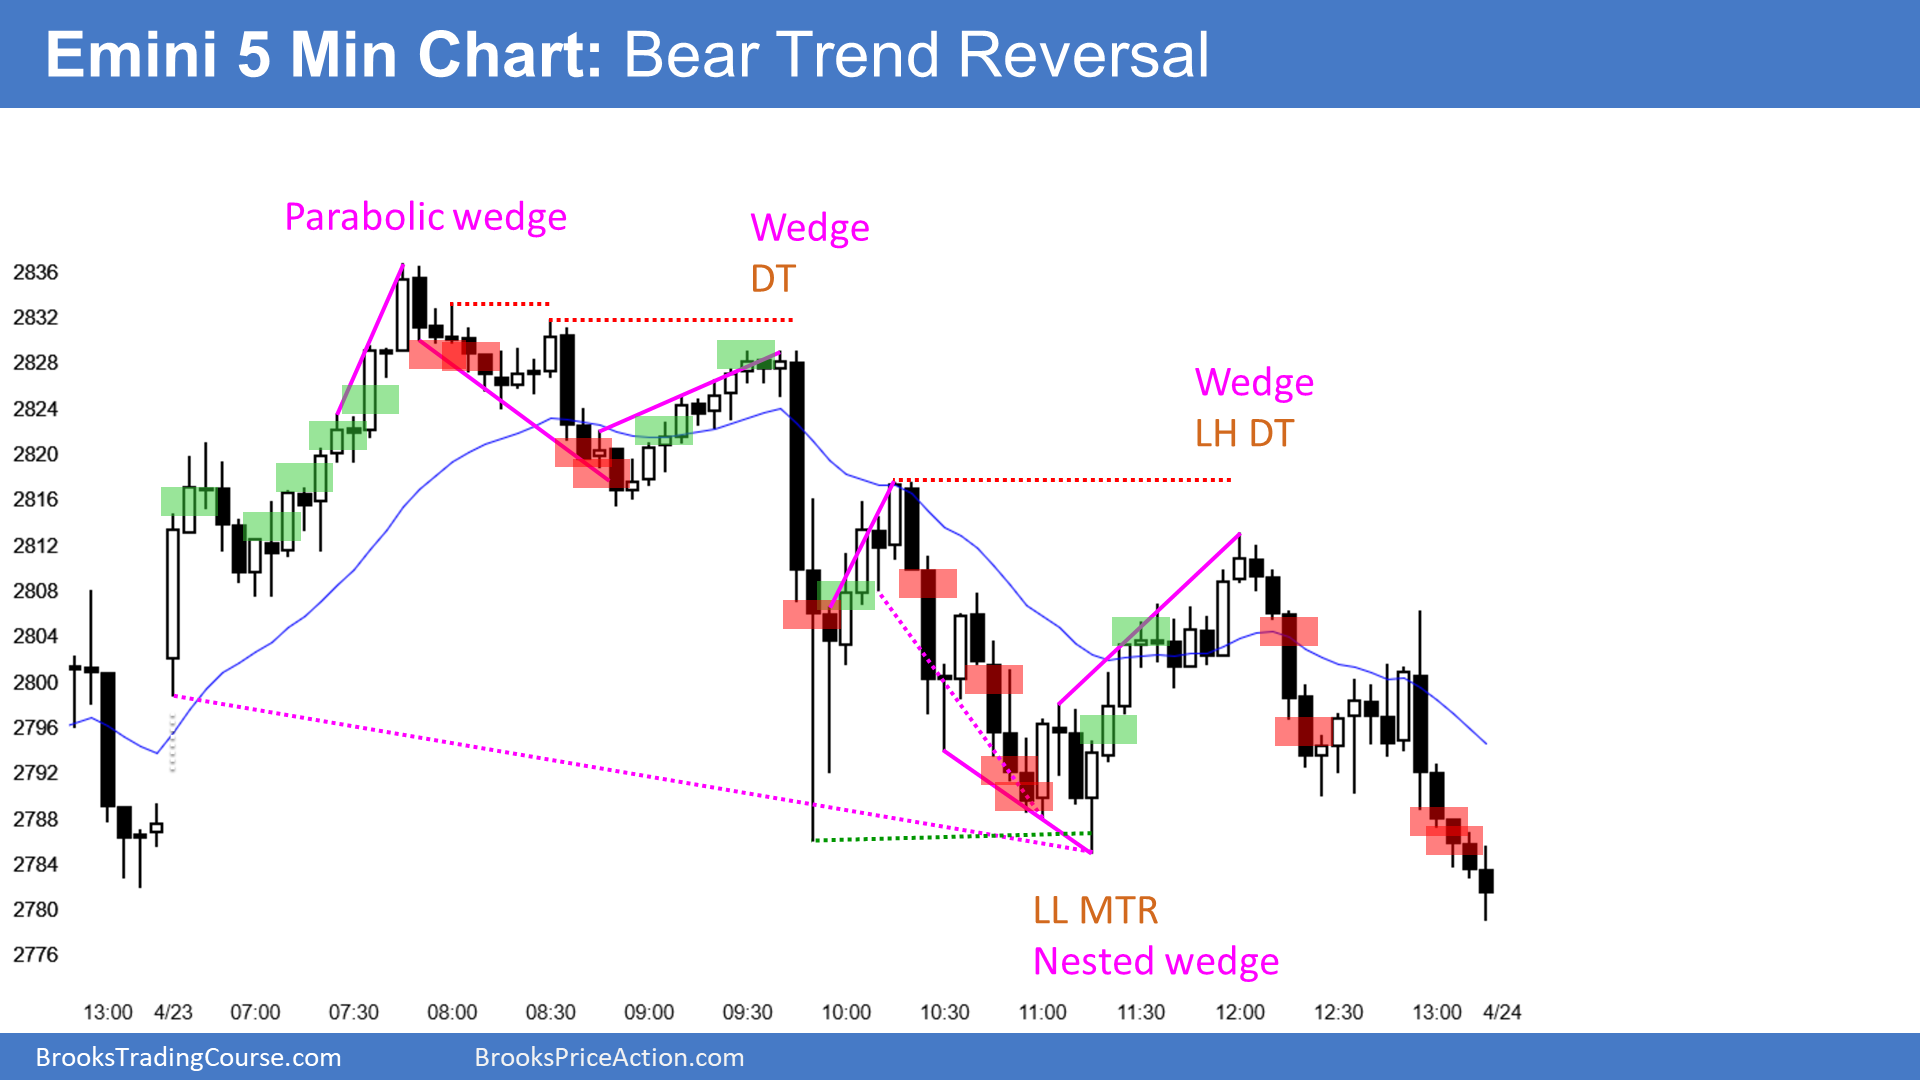 Emini 5 Min Chart: Bear Trend Reversal
Parabolic wedge
Wedge
DT
Wedge
LH DT
2836
2832
2828
2824
2820
2816
2812
2808
2804
2800
2796
2792
2788
2784
2780
2776
LL MTR
Nested wedge
13:00 4/23 07:00 07:30 08:00 08:30 09:00 09:30 10:00 10:30 11:00 11:30 12:00 12:30 13:00 4/24
BrooksTradingCourse.com BrooksPriceAction.com